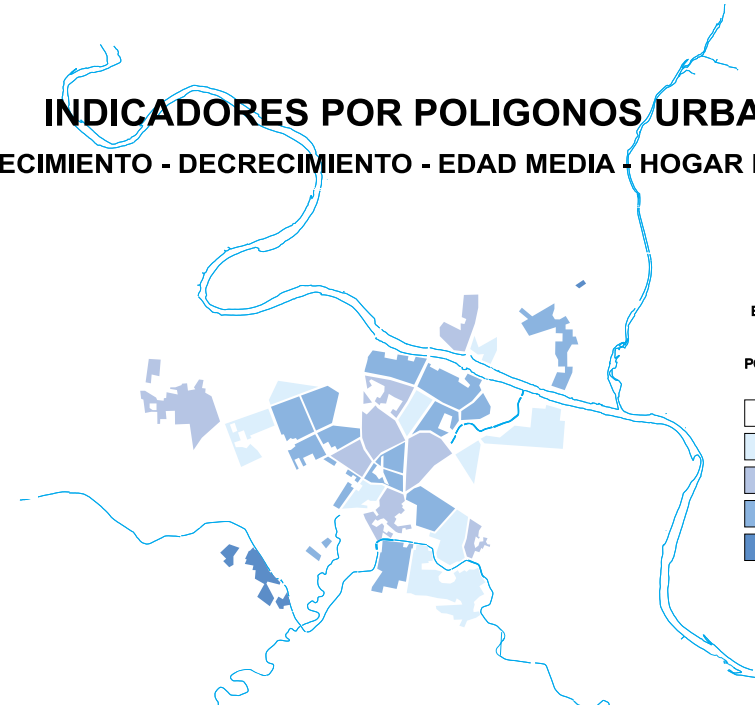 INDICADORES POR POLIGONOS URBA
ECIMIENTO - DECRECIMIENTO - EDAD MEDIA - HOGAR